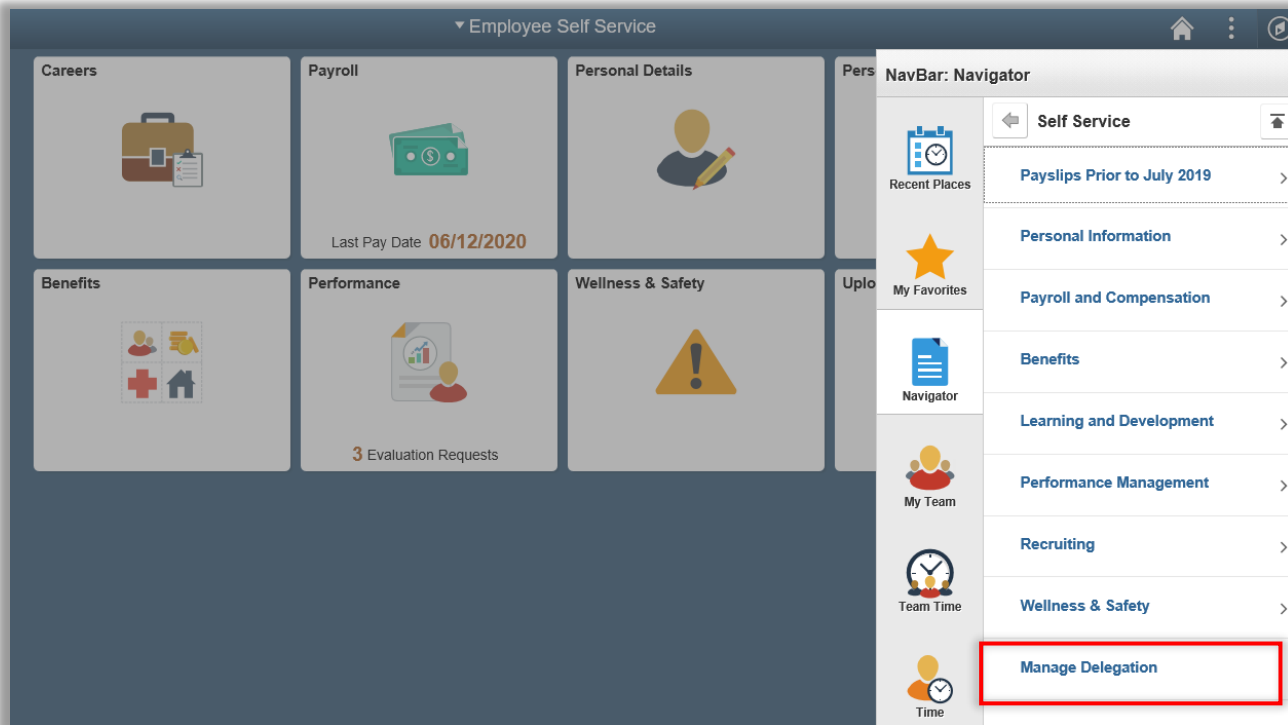 Employee Self Service
Careers
Payroll
Last Pay Date 06/12/2020
Personal Details
Pers
Benefits
Performance
3 Evaluation Requests
Wellness & Safety
Uplo
NavBar: Navigator
Recent Places
My Favorites
Navigator
My Team
Team Time
Time
Self Service
Payslips Prior to July 2019
Personal Information
Payroll and Compensation
Benefits
Learning and Development
Performance Management
Recruiting
Wellness & Safety
Manage Delegation